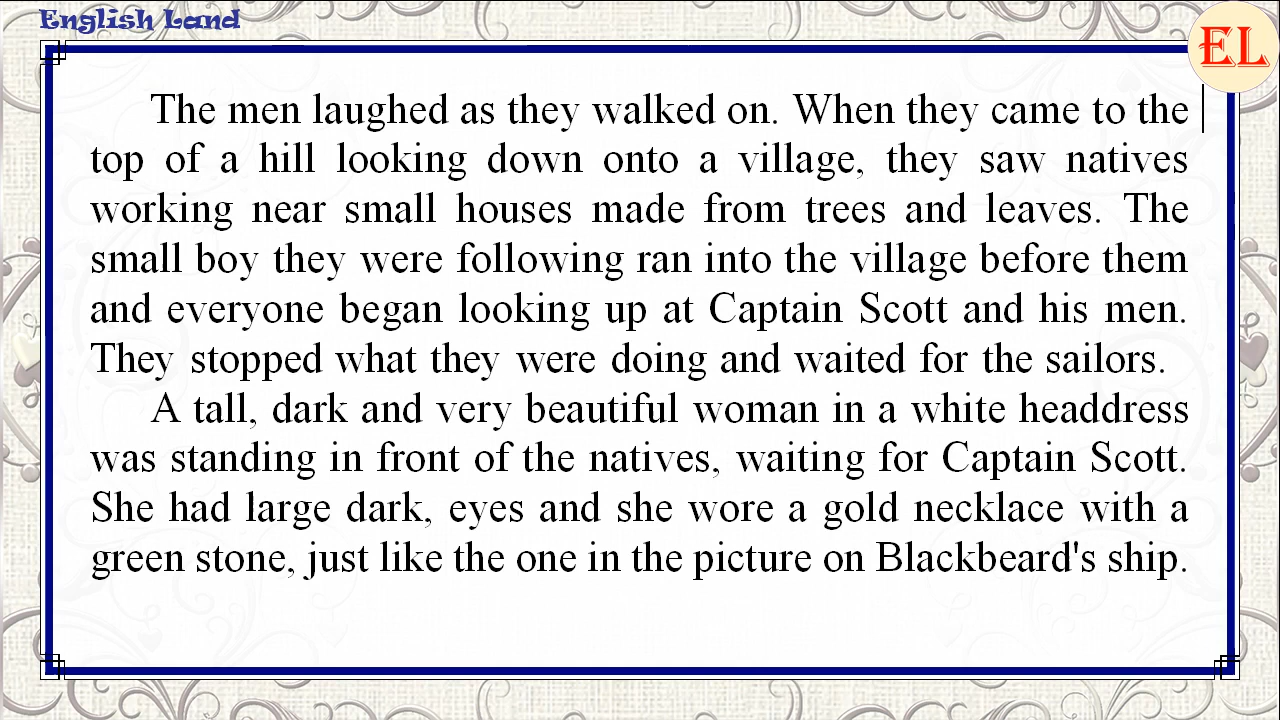 English Land
EL
The men laughed as they walked on. When they came to the
top of a hill looking down onto a village, they saw natives
working near small houses made from trees and leaves. The
small boy they were following ran into the village before them
and everyone began looking up at Captain Scott and his men.
They stopped what they were doing and waited for the sailors.
A tall, dark and very beautiful woman in a white headdress
was standing in front of the natives, waiting for Captain Scott.
She had large dark, eyes and she wore a gold necklace with a
green stone, just like the one in the picture on Blackbeard's ship.